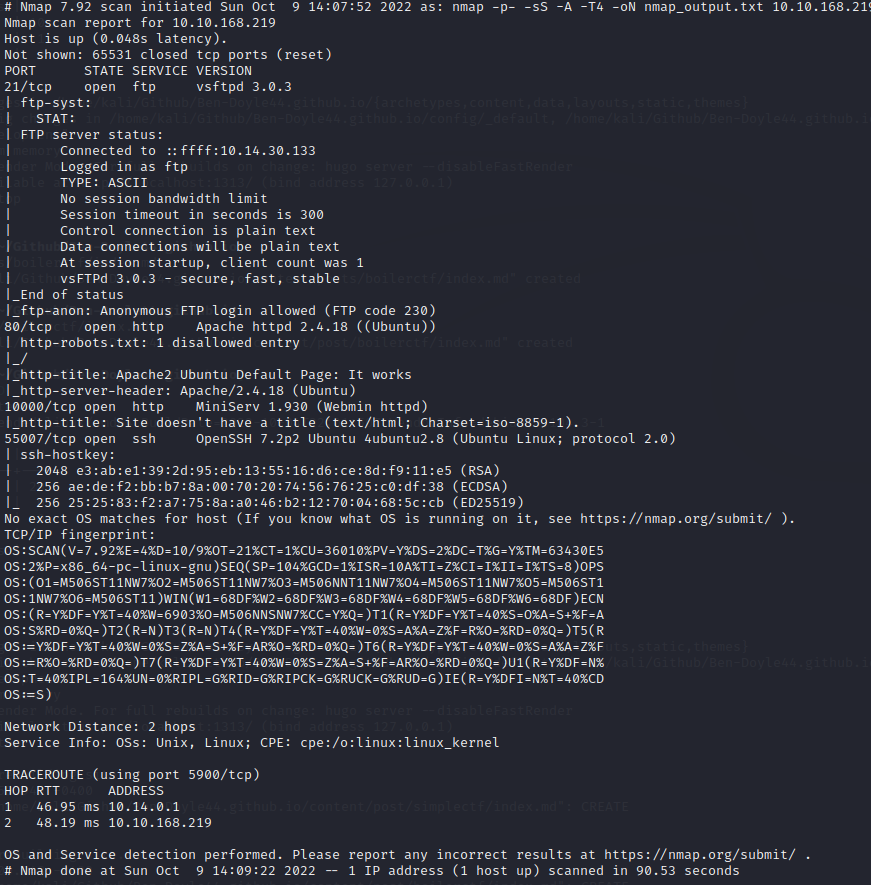 # Nmap 7.92 scan initiated Sun Oct  9 14:07:52 2022 as: nmap -p- -sS -A -T4 -oN nmap_output.txt 10.10.168.219
Nmap scan report for 10.10.168.219
Host is up (0.048s latency).
Not shown: 65531 closed tcp ports (reset)
PORT      STATE SERVICE VERSION
21/tcp    open  ftp     vsftpd 3.0.3
| ftp-syst:
|   STAT:
| FTP server status:
|      Connected to ::ffff:10.14.30.133
|      Logged in as ftp
|      TYPE: ASCII
|      No session bandwidth limit
|      Session timeout in seconds is 300
|      Control connection is plain text
|      Data connections will be plain text
|      At session startup, client count was 1
|      vsFTPd 3.0.3 - secure, fast, stable
|_End of status
|_ftp-anon: Anonymous FTP login allowed (FTP code 230)
80/tcp    open  http    Apache httpd 2.4.18 ((Ubuntu))
| http-robots.txt: 1 disallowed entry
|_/
|_http-title: Apache2 Ubuntu Default Page: It works
|_http-server-header: Apache/2.4.18 (Ubuntu)
10000/tcp open  http    MiniServ 1.930 (Webmin httpd)
|_http-title: Site doesn't have a title (text/html; Charset=iso-8859-1).
55007/tcp open  ssh     OpenSSH 7.2p2 Ubuntu 4ubuntu2.8 (Ubuntu Linux; protocol 2.0)
| ssh-hostkey:
|   2048 e3:ab:e1:39:2d:95:eb:13:55:16:d6:ce:8d:f9:11:e5 (RSA)
|   256 ae:de:f2:bb:b7:8a:00:70:20:74:56:76:25:c0:df:38 (ECDSA)
|_  256 25:25:83:f2:a7:75:8a:a0:46:b2:12:70:04:68:5c:cb (ED25519)
No exact OS matches for host (If you know what OS is running on it, see https://nmap.org/submit/ ).
TCP/IP fingerprint:
OS:SCAN(V=7.92%E=4%D=10/9%OT=21%CT=1%CU=36010%PV=Y%DS=2%DC=T%G=Y%TM=63430E5
OS:2%P=x86_64-pc-linux-gnu)SEQ(SP=104%GCD=1%ISR=10A%TI=Z%CI=I%II=I%TS=8)OPS
OS:(O1=M506ST11NW7%O2=M506ST11NW7%O3=M506NNT11NW7%O4=M506ST11NW7%O5=M506ST1
OS:1NW7%O6=M506ST11)WIN(W1=68DF%W2=68DF%W3=68DF%W4=68DF%W5=68DF%W6=68DF)ECN
OS:(R=Y%DF=Y%T=40%W=6903%O=M506NNSNW7%CC=Y%Q=)T1(R=Y%DF=Y%T=40%S=O%A=S+%F=A
OS:S%RD=0%Q=)T2(R=N)T3(R=N)T4(R=Y%DF=Y%T=40%W=0%S=A%A=Z%F=R%O=%RD=0%Q=)T5(R
OS:=Y%DF=Y%T=40%W=0%S=Z%A=S+%F=AR%O=%RD=0%Q=)T6(R=Y%DF=Y%T=40%W=0%S=A%A=Z%F
OS:=R%O=%RD=0%Q=)T7(R=Y%DF=Y%T=40%W=0%S=Z%A=S+%F=AR%O=%RD=0%Q=)U1(R=Y%DF=N%
OS:T=40%IPL=164%UN=0%RIPL=G%RID=G%RIPCK=G%RUCK=G%RUD=G)IE(R=Y%DFI=N%T=40%CD
OS:=S)
Network Distance: 2 hops
Service Info: OSs: Unix, Linux; CPE: cpe:/o:linux:linux_kernel
TRACEROUTE (using port 5900/tcp)
HOP RTT      ADDRESS
1   46.95 ms 10.14.0.1
2   48.19 ms 10.10.168.219
OS and Service detection performed. Please report any incorrect results at https://nmap.org/submit/ .
# Nmap done at Sun Oct  9 14:09:22 2022 -- 1 IP address (1 host up) scanned in 90.53 seconds